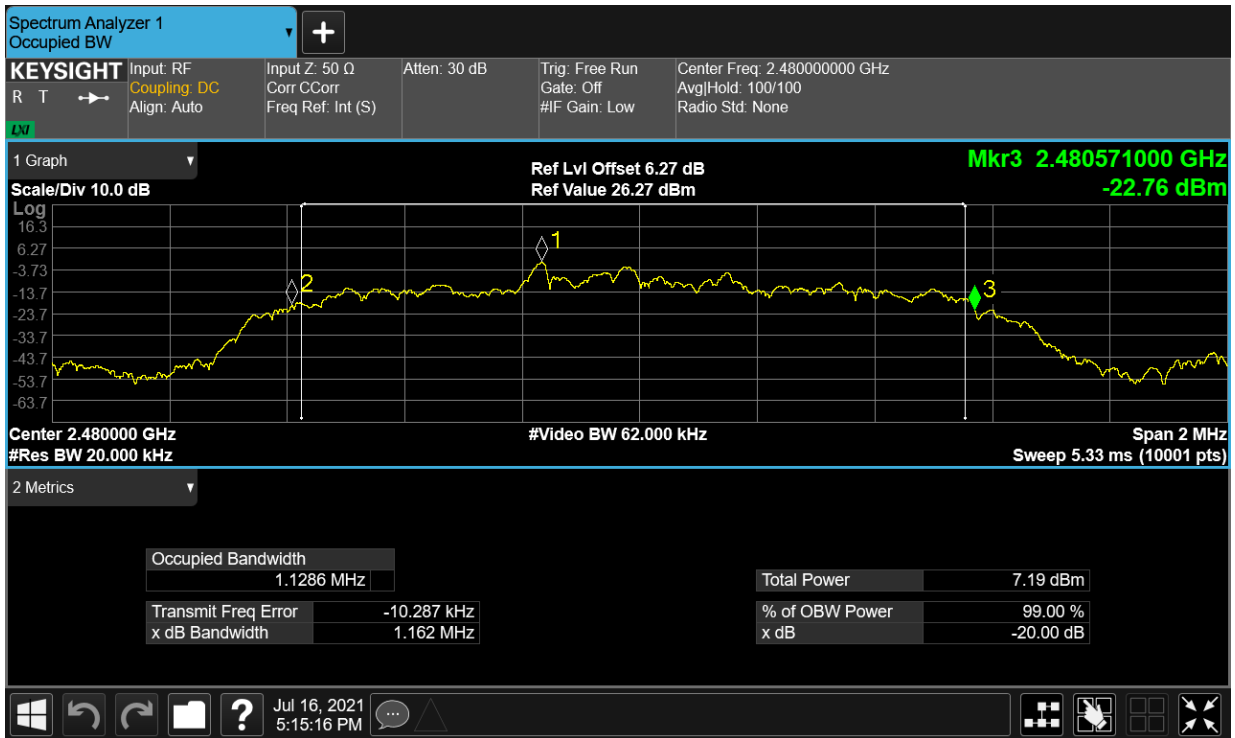 Spectrum Analyzer 1
Occupied BW
KEYSIGHT
R T
LXI
Input: RF
Coupling: DC
Align: Auto
Input Z: 50 Ω
Corr CCorr
Freq Ref: Int (S)
Atten: 30 dB
Trig: Free Run
Gate: Off
#IF Gain: Low
Center Freq: 2.480000000 GHz
Avg|Hold: 100/100
Radio Std: None
1 Graph
Scale/Div 10.0 dB
Ref Lvl Offset 6.27 dB
Ref Value 26.27 dBm
Mkr3 2.480571000 GHz
-22.76 dBm
Log
16.3
6.27
-3.73
-13.7
-23.7
-33.7
-43.7
-53.7
-63.7
1
2
3
Center 2.480000 GHz
#Video BW 62.000 kHz
Span 2 MHz
#Res BW 20.000 kHz
Sweep 5.33 ms (10001 pts)
2 Metrics
Occupied Bandwidth
1.1286 MHz
Transmit Freq Error -10.287 kHz
x dB Bandwidth 1.162 MHz
Total Power 7.19 dBm
% of OBW Power 99.00 %
x dB -20.00 dB
?
Jul 16, 2021
5:15:16 PM